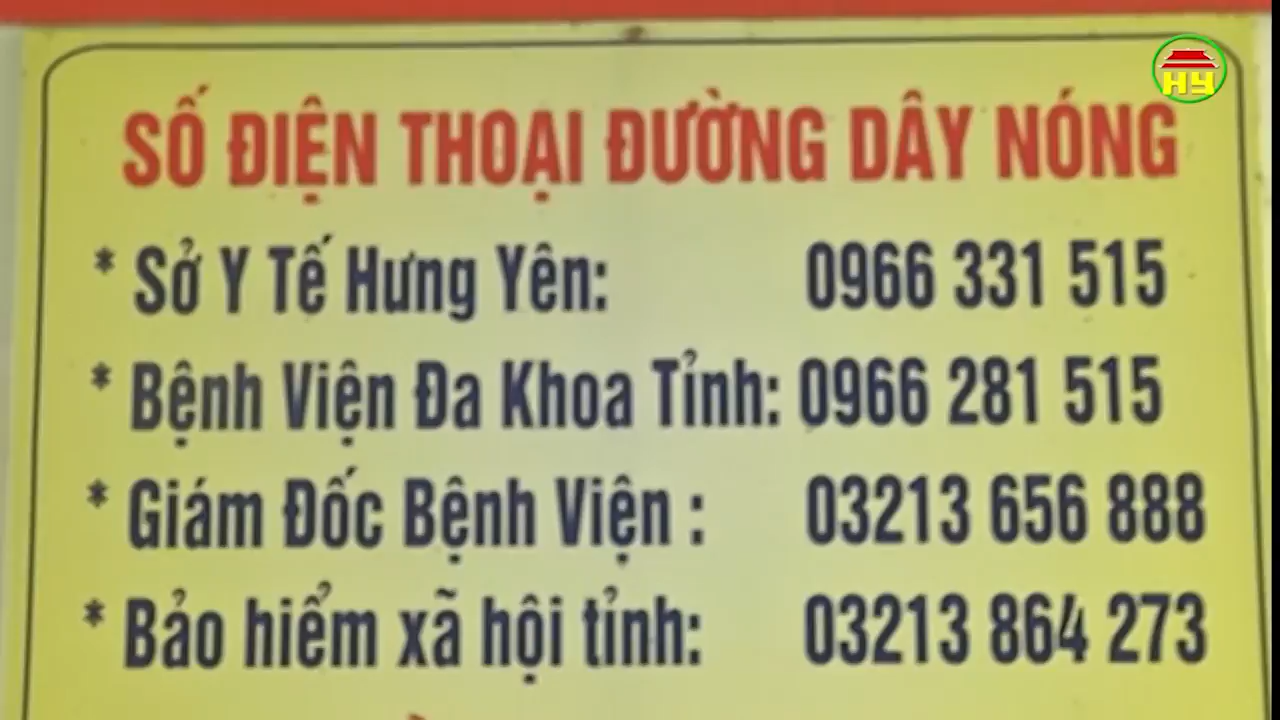 HY
SỐ ĐIỆN THOẠI ĐƯỜNG DÂY NÓNG
* Sở Y Tế Hưng Yên: 0966 331 515
* Bệnh Viện Đa Khoa Tỉnh: 0966 281 515
* Giám Đốc Bệnh Viện : 03213 656 888
* Bảo hiểm xã hội tỉnh: 03213 864 273